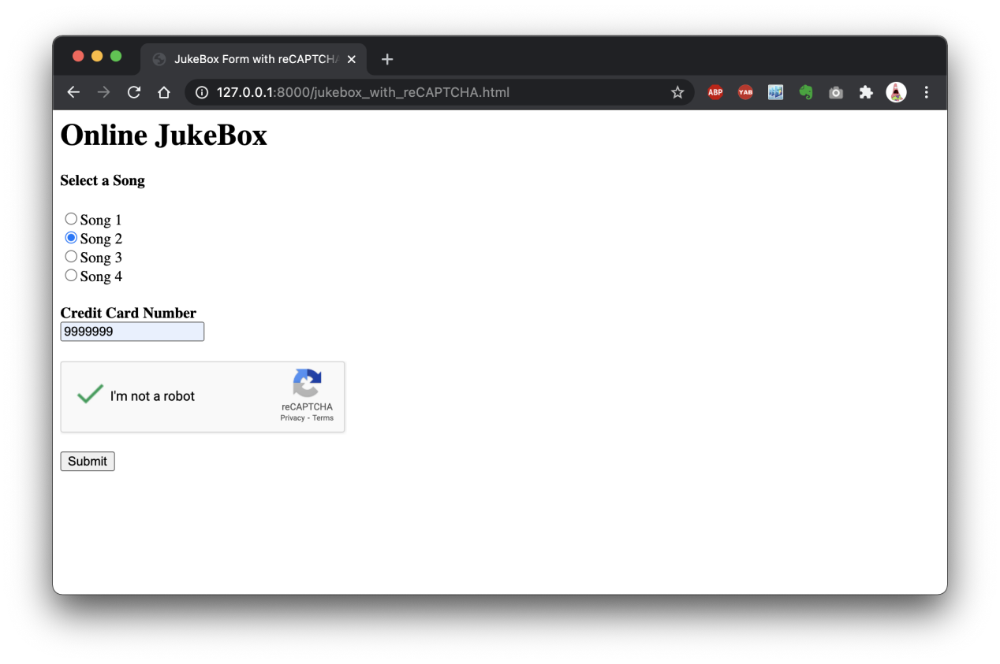 JukeBox Form with reCAPTCHA
127.0.0.1:8000/jukebox_with_reCAPTCHA.html
ABP
YAB
Online JukeBox
Select a Song
Song 1
Song 2
Song 3
Song 4
Credit Card Number
9999999
I'm not a robot
reCAPTCHA
Privacy - Terms
Submit